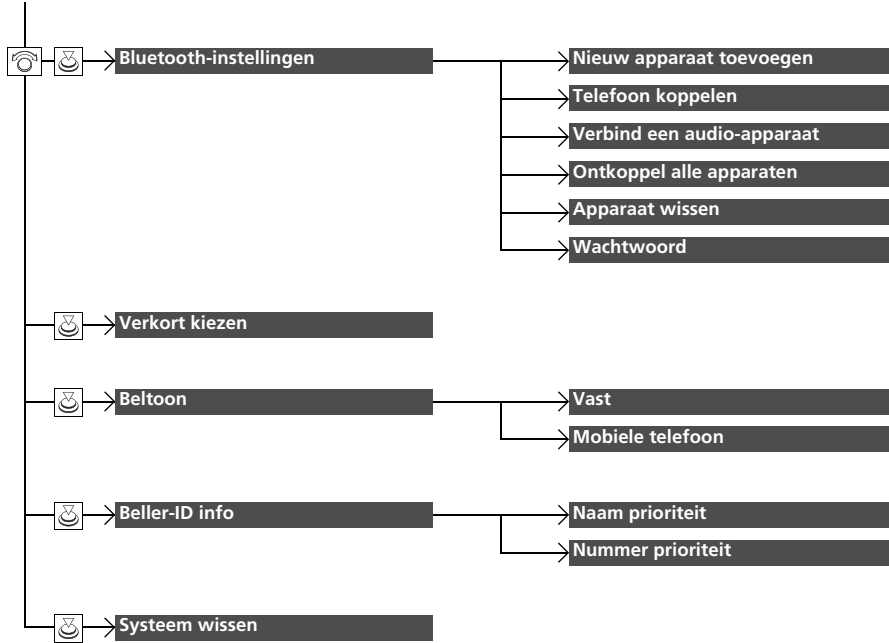 Bluetooth-instellingen
Nieuw apparaat toevoegen
Telefoon koppelen
Verbind een audio-apparaat
Ontkoppel alle apparaten
Apparaat wissen
Wachtwoord
Verkort kiezen
Beltoon
Vast
Mobiele telefoon
Beller-ID info
Naam prioriteit
Nummer prioriteit
Systeem wissen